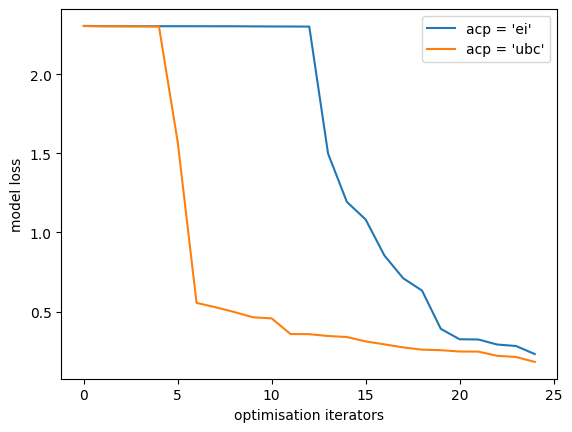 acp = 'ei'
acp = 'ubc'
2.0
1.5
1.0
0.5
model loss
0
5
10
15
20
25
optimisation iterators